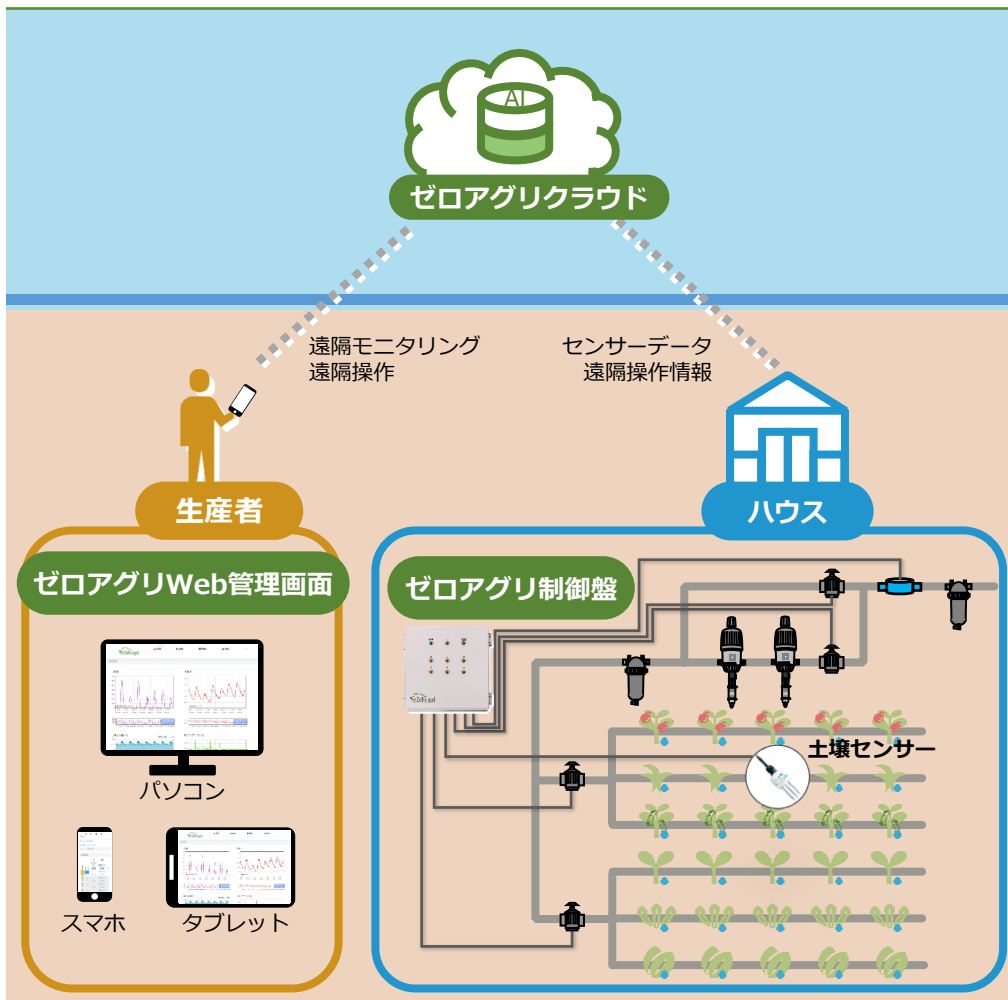 AI
ゼロアグリクラウド
遠隔モニタリング
遠隔操作
センサーデータ
遠隔操作情報
生産者
ハウス
ゼロアグリWeb管理画面
ゼロアグリ制御盤
土壌センサー
パソコン
スマホ
タブレット